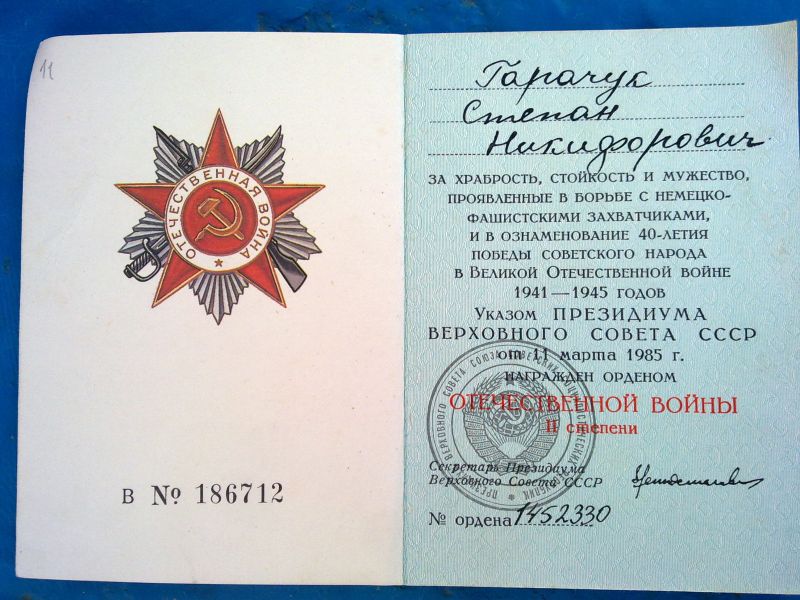 11
ОТЕЧЕСТВЕННАЯ ВОЙНА
В № 186712
Гарачук
Степан
Никифорович
ЗА ХРАБРОСТЬ, СТОЙКОСТЬ И МУЖЕСТВО,
ПРОЯВЛЕННЫЕ В БОРЬБЕ С НЕМЕЦКО-
ФАШИСТСКИМИ ЗАХВАТЧИКАМИ,
И В ОЗНАМЕНОВАНИЕ 40-ЛЕТИЯ
ПОБЕДЫ СОВЕТСКОГО НАРОДА
В ВЕЛИКОЙ ОТЕЧЕСТВЕННОЙ ВОЙНЕ
1941—1945 ГОДОВ
УКАЗОМ ПРЕЗИДИУМА
ВЕРХОВНОГО СОВЕТА СССР
от 11 марта 1985 г.
НАГРАЖДЕН ОРДЕНОМ
ОТЕЧЕСТВЕННОЙ ВОЙНЫ
II степени
Секретарь Президиума
Верховного Совета СССР
№ ордена 1452330